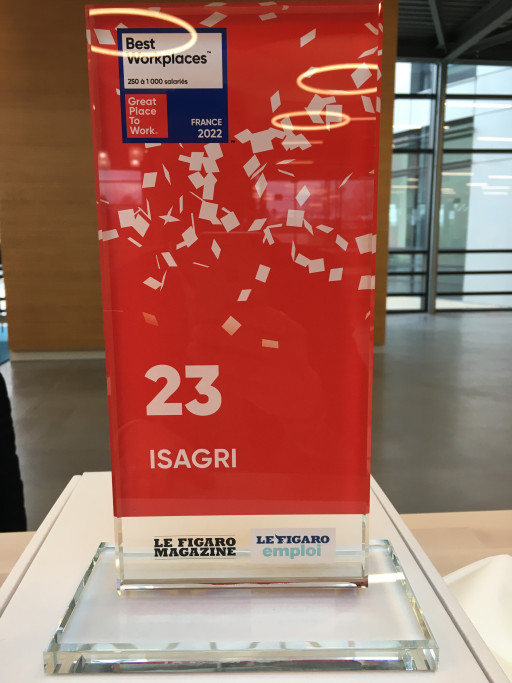 Best
Workplaces™
250 à 1 000 salariés
Great
Place
To
Work.
FRANCE
2022
23
ISAGRI
LE FIGARO
MAGAZINE
LE FIGARO
emploi